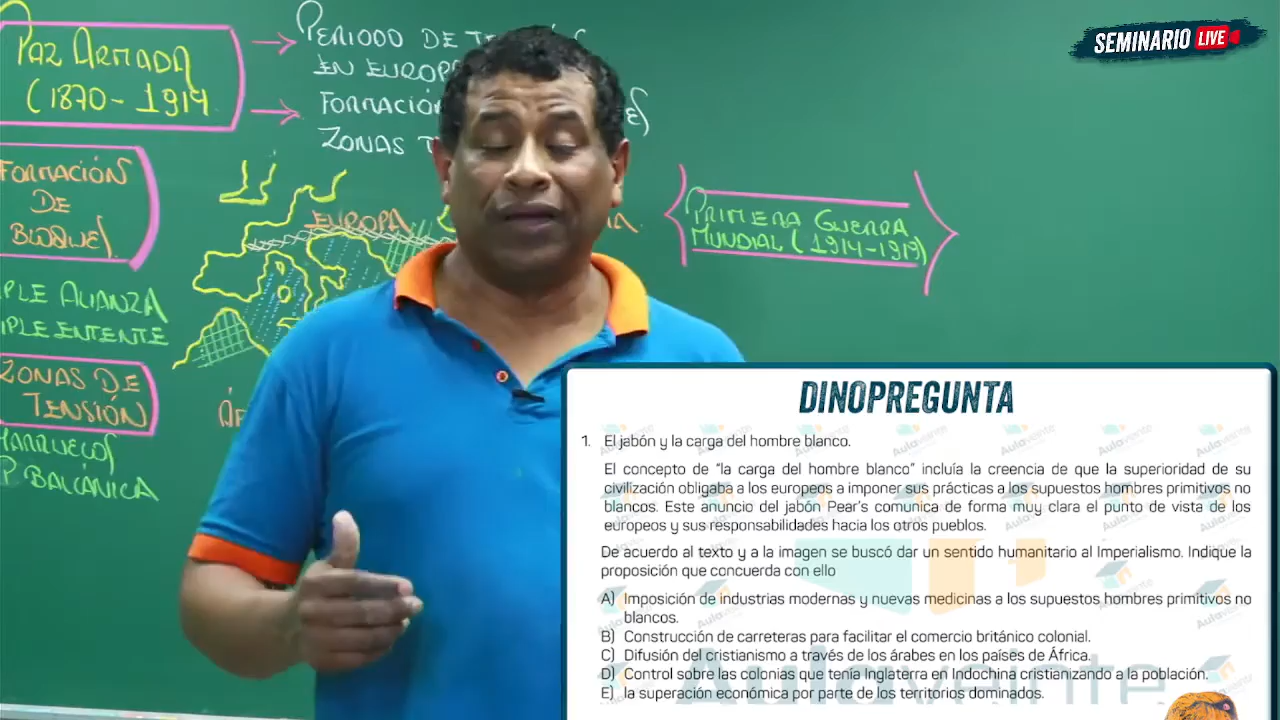 PAZ ARMADA
(1870-1914
PERIODO DE
EN EUROPA
FORMACIÓN
ZONAS
SEMINARIO LIVE
FORMACIÓN
DE
BLOQUES
EUROPA
PRIMERA GUERRA
MUNDIAL (1914-1919)
PLE ALIANZA
IPLE ENTENTE
ZONAS DE
TENSIÓN
MARRUECOS
P BALCÁNICA
DINOPREGUNTA
1. El jabón y la carga del hombre blanco.
El concepto de “la carga del hombre blanco” incluía la creencia de que la superioridad de su
civilización obligaba a los europeos a imponer sus prácticas a los supuestos hombres primitivos no
blancos. Este anuncio del jabón Pear's comunica de forma muy clara el punto de vista de los
europeos y sus responsabilidades hacia los otros pueblos.
De acuerdo al texto y a la imagen se buscó dar un sentido humanitario al Imperialismo. Indique la
proposición que concuerda con ello
A) Imposición de industrias modernas y nuevas medicinas a los supuestos hombres primitivos no
blancos.
B) Construcción de carreteras para facilitar el comercio británico colonial.
C) Difusión del cristianismo a través de los árabes en los países de África.
D) Control sobre las colonias que tenía Inglaterra en Indochina cristianizando a la población.
E) la superación económica por parte de los territorios dominados.
Aulaveinte